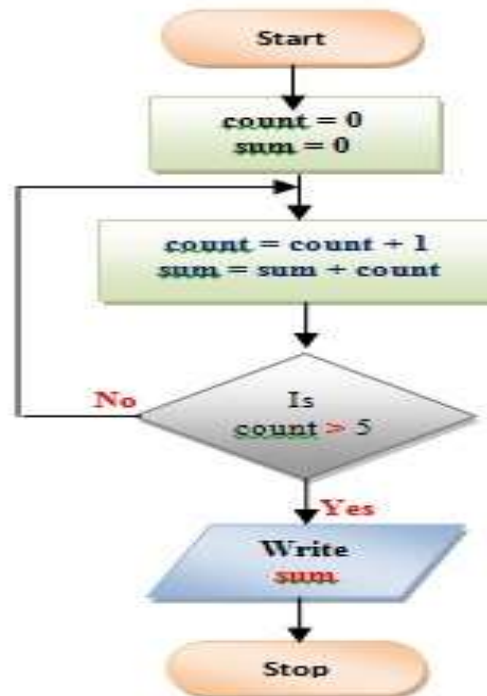 Start
count = 0
sum = 0
count = count + 1
sum = sum + count
Is
No
count > 5
Yes
Write
sum
Stop